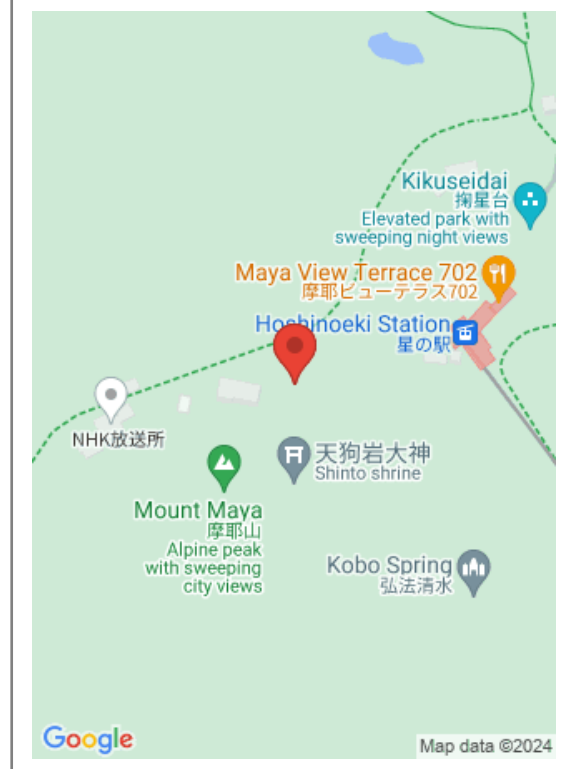 Kikuseidai
掬星台
Elevated park with
sweeping night views
Maya View Terrace 702
摩耶ビューテラス702
Hoshinoeki Station
星の駅
NHK放送所
天狗岩大神
Shinto shrine
Mount Maya
摩耶山
Alpine peak
with sweeping
city views
Kobo Spring
弘法清水
Google
Map data ©2024